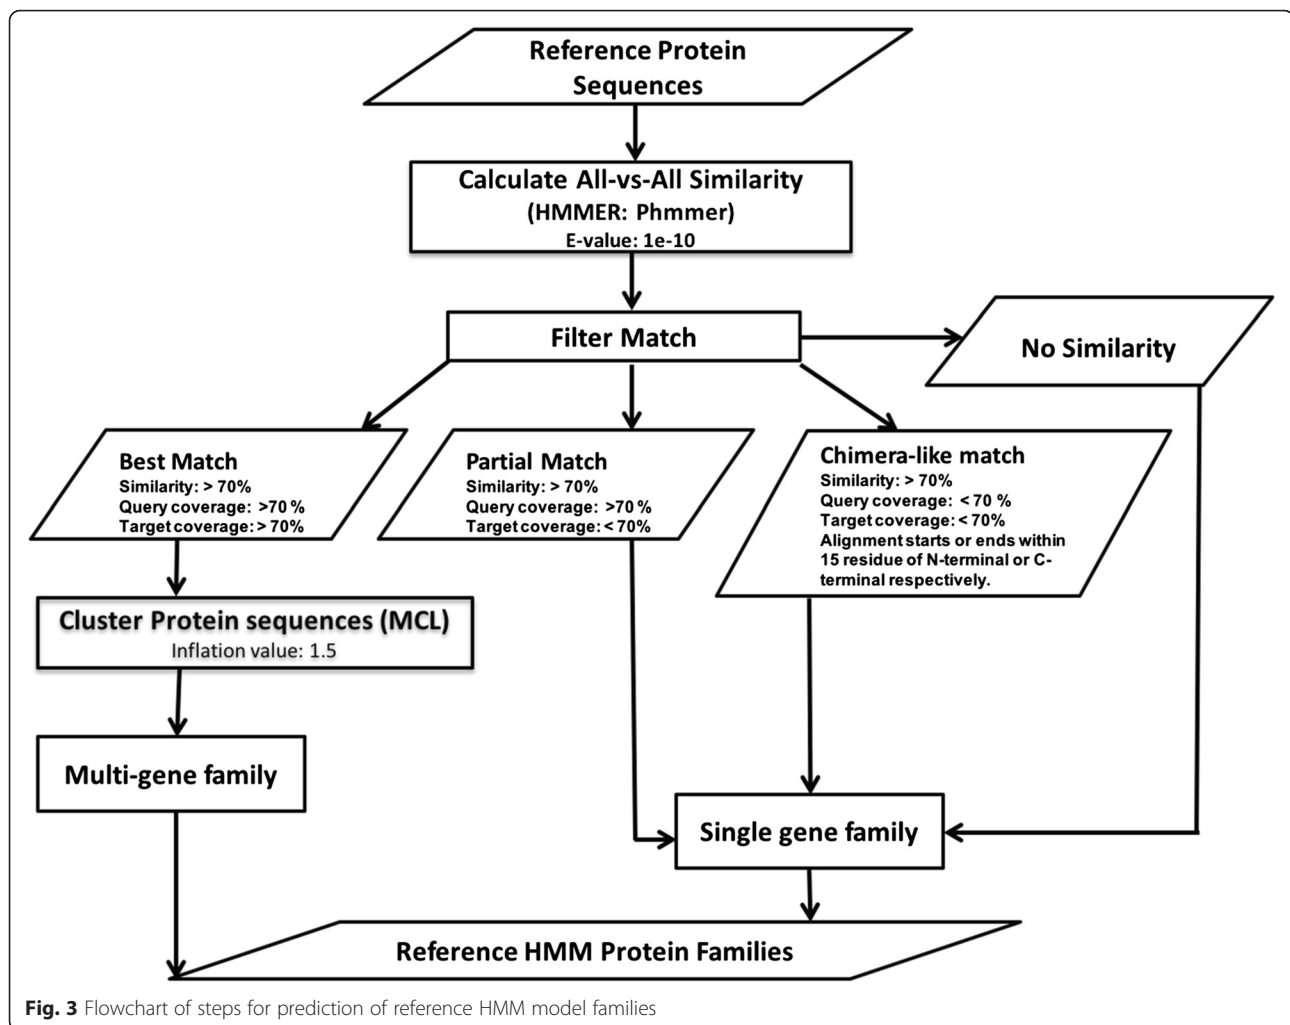 Reference Protein
Sequences
Calculate All-vs-All Similarity
(HMMER: Phmmer)
E-value: 1e-10
Filter Match
No Similarity
Best Match
Similarity: > 70%
Query coverage: >70 %
Target coverage: > 70%
Partial Match
Similarity: > 70%
Query coverage: >70 %
Target coverage: < 70%
Chimera-like match
Similarity: > 70%
Query coverage: < 70 %
Target coverage: < 70%
Alignment starts or ends within
15 residue of N-terminal or C-
terminal respectively.
Cluster Protein sequences (MCL)
Inflation value: 1.5
Multi-gene family
Single gene family
Reference HMM Protein Families
Fig. 3 Flowchart of steps for prediction of reference HMM model families